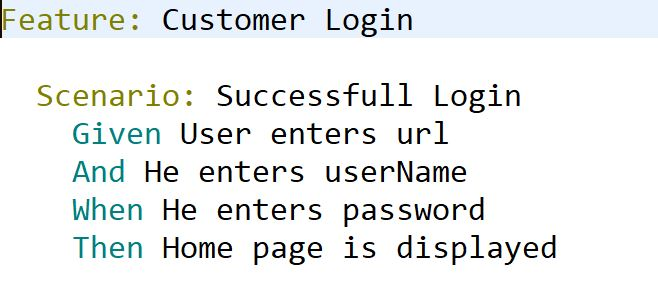 Feature: Customer Login
Scenario: Successfull Login
Given User enters url
And He enters userName
When He enters password
Then Home page is displayed